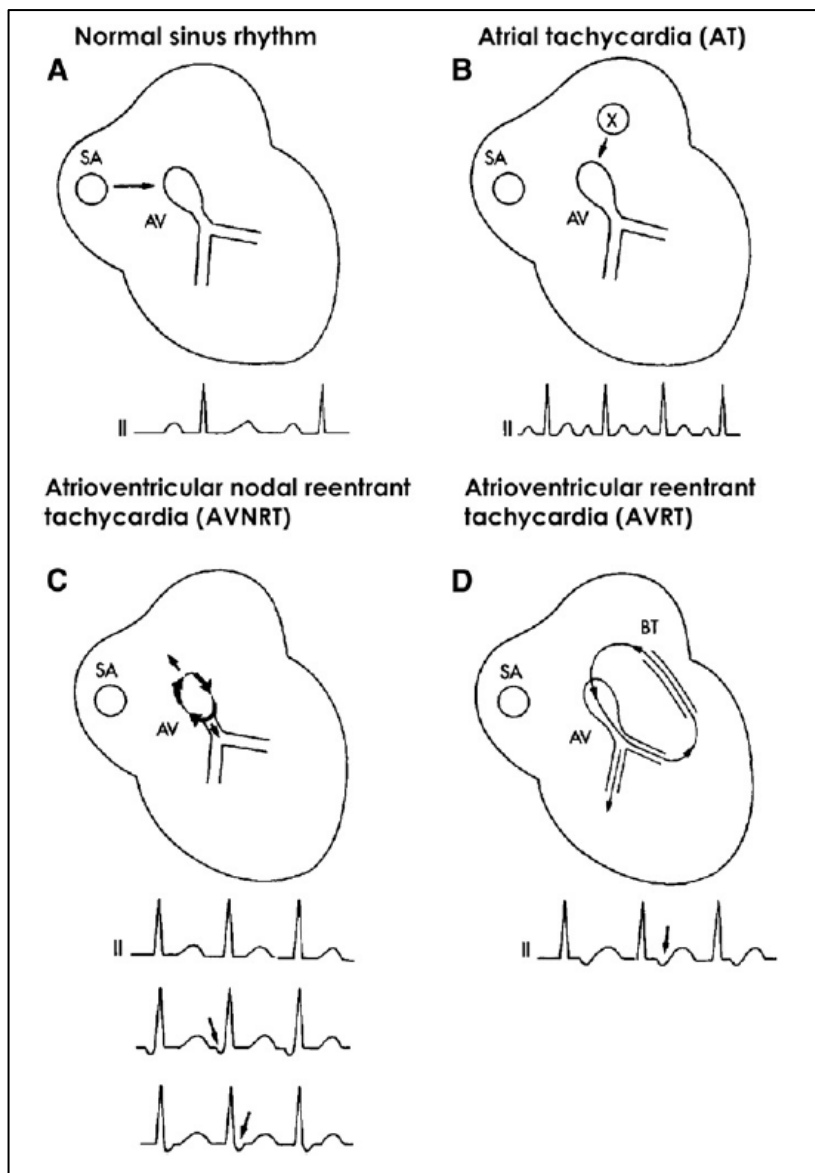 Normal sinus rhythm
A
SA
AV
II
Atrial tachycardia (AT)
B
X
SA
AV
II
Atrioventricular nodal reentrant
tachycardia (AVNRT)
C
SA
AV
II
Atrioventricular reentrant
tachycardia (AVRT)
D
BT
SA
AV
II